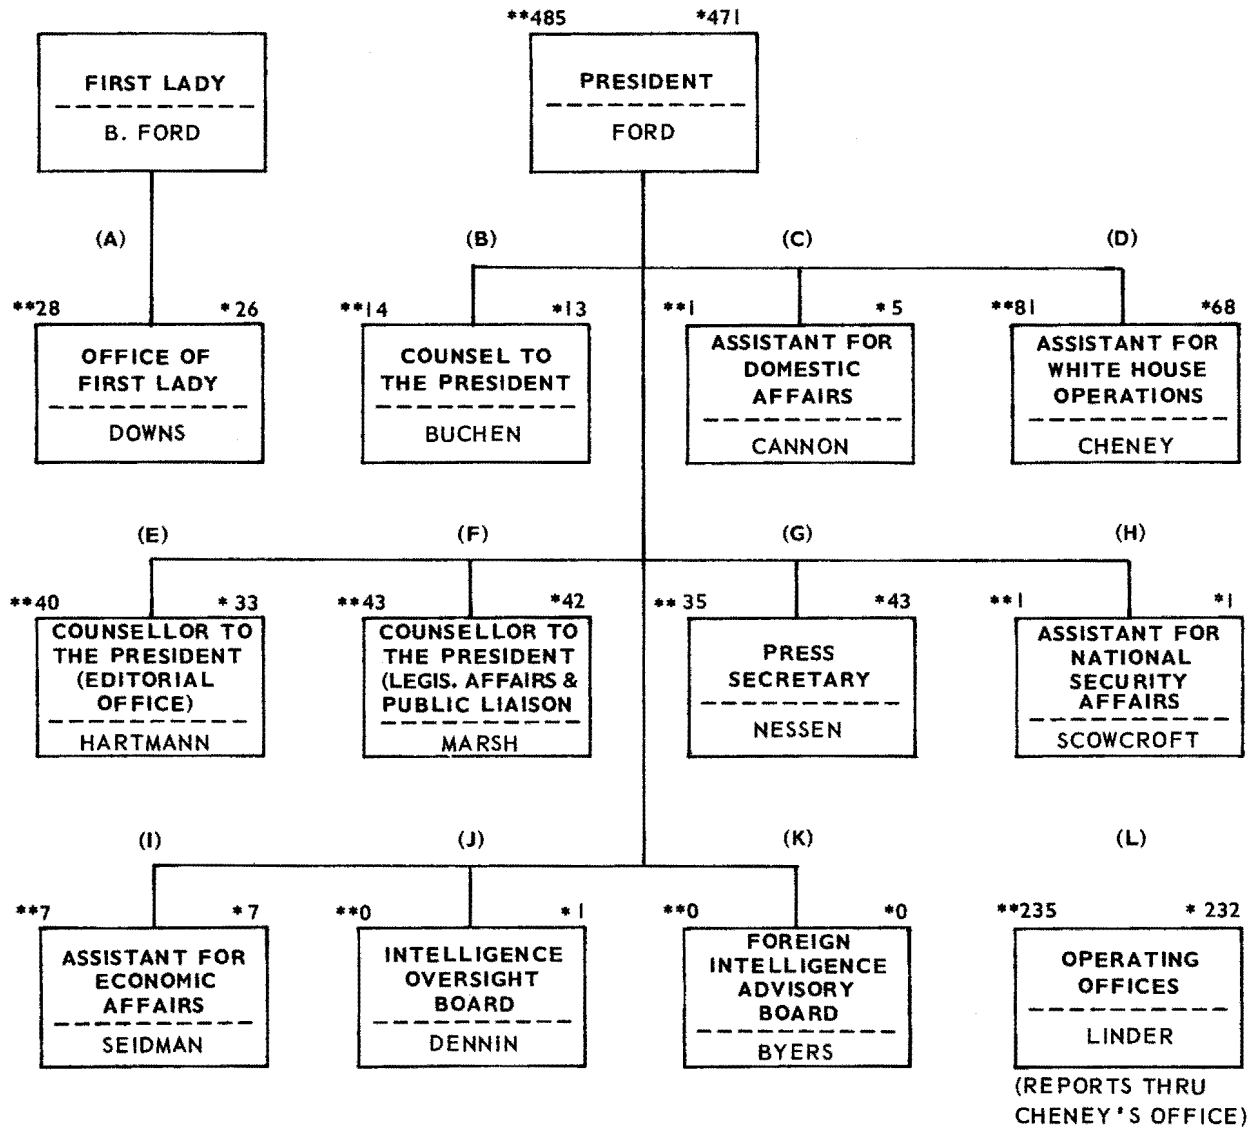 **485 *471
FIRST LADY
B. FORD
PRESIDENT
FORD
(A) (B) (C) (D)
**28 *26
OFFICE OF
FIRST LADY
DOWNS
**14 *13
COUNSEL TO
THE PRESIDENT
BUCHEN
**1 *5
ASSISTANT FOR
DOMESTIC
AFFAIRS
CANNON
**81 *68
ASSISTANT FOR
WHITE HOUSE
OPERATIONS
CHENEY
(E) (F) (G) (H)
**40 *33
COUNSELLOR TO
THE PRESIDENT
(EDITORIAL
OFFICE)
HARTMANN
**43 *42
COUNSELLOR TO
THE PRESIDENT
(LEGIS. AFFAIRS &
PUBLIC LIAISON
MARSH
**35 *43
PRESS
SECRETARY
NESSEN
**1 *1
ASSISTANT FOR
NATIONAL
SECURITY
AFFAIRS
SCOWCROFT
(I) (J) (K) (L)
**7 *7
ASSISTANT FOR
ECONOMIC
AFFAIRS
SEIDMAN
**0 *1
INTELLIGENCE
OVERSIGHT
BOARD
DENNIN
**0 *0
FOREIGN
INTELLIGENCE
ADVISORY
BOARD
BYERS
**235 *232
OPERATING
OFFICES
LINDER
(REPORTS THRU
CHENEY'S OFFICE)